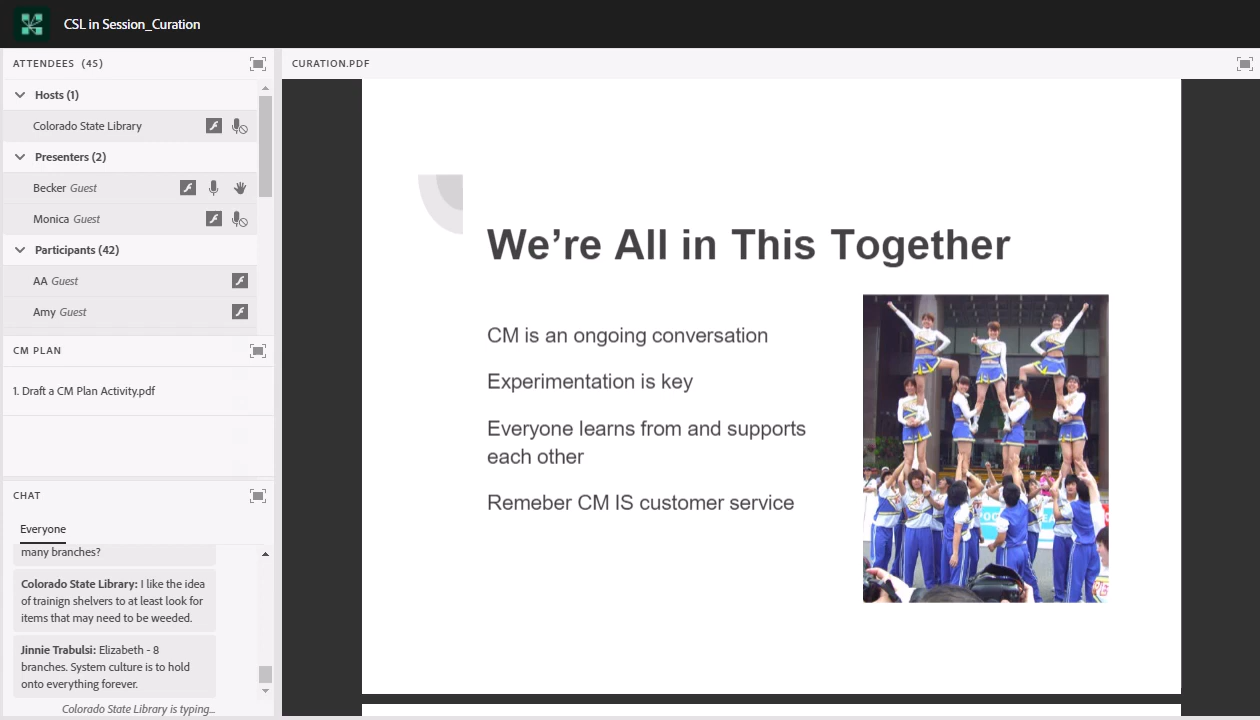 CSL in Session_Curation
ATTENDEES (45)
Hosts (1)
Colorado State Library
Presenters (2)
Becker Guest
Monica Guest
Participants (42)
AA Guest
Amy Guest
CM PLAN
1. Draft a CM Plan Activity.pdf
CHAT
Everyone
many branches?
Colorado State Library: I like the idea
of trainign shelvers to at least look for
items that may need to be weeded.
Jinnie Trabulsi: Elizabeth - 8
branches. System culture is to hold
onto everything forever.
Colorado State Library is typing...
CURATION.PDF
We’re All in This Together
CM is an ongoing conversation
Experimentation is key
Everyone learns from and supports
each other
Remeber CM IS customer service